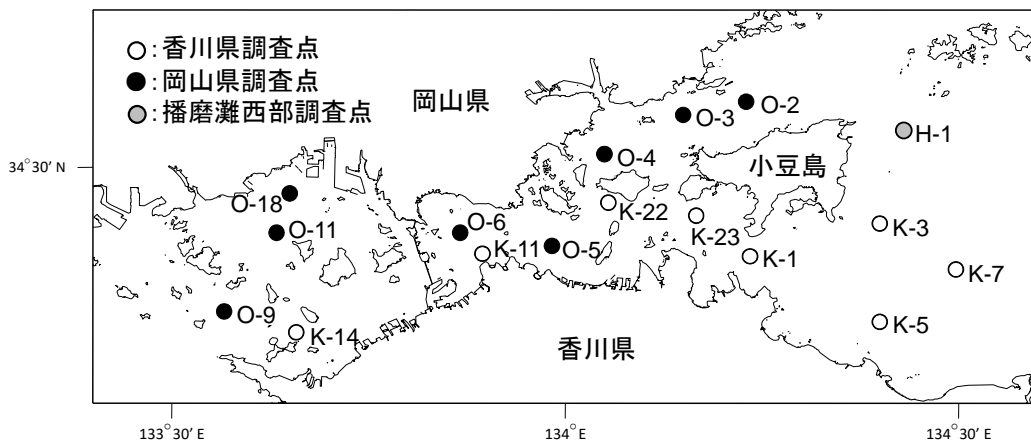 ○：香川県調査点
●：岡山県調査点
●：播磨灘西部調査点
岡山県
O-2
O-3
H-1
34°30′ N
O-4
小豆島
O-18
K-22
O-6
K-23
K-3
O-11
K-11
O-5
K-1
K-7
O-9
K-14
K-5
香川県
133°30′ E
134° E
134°30′ E